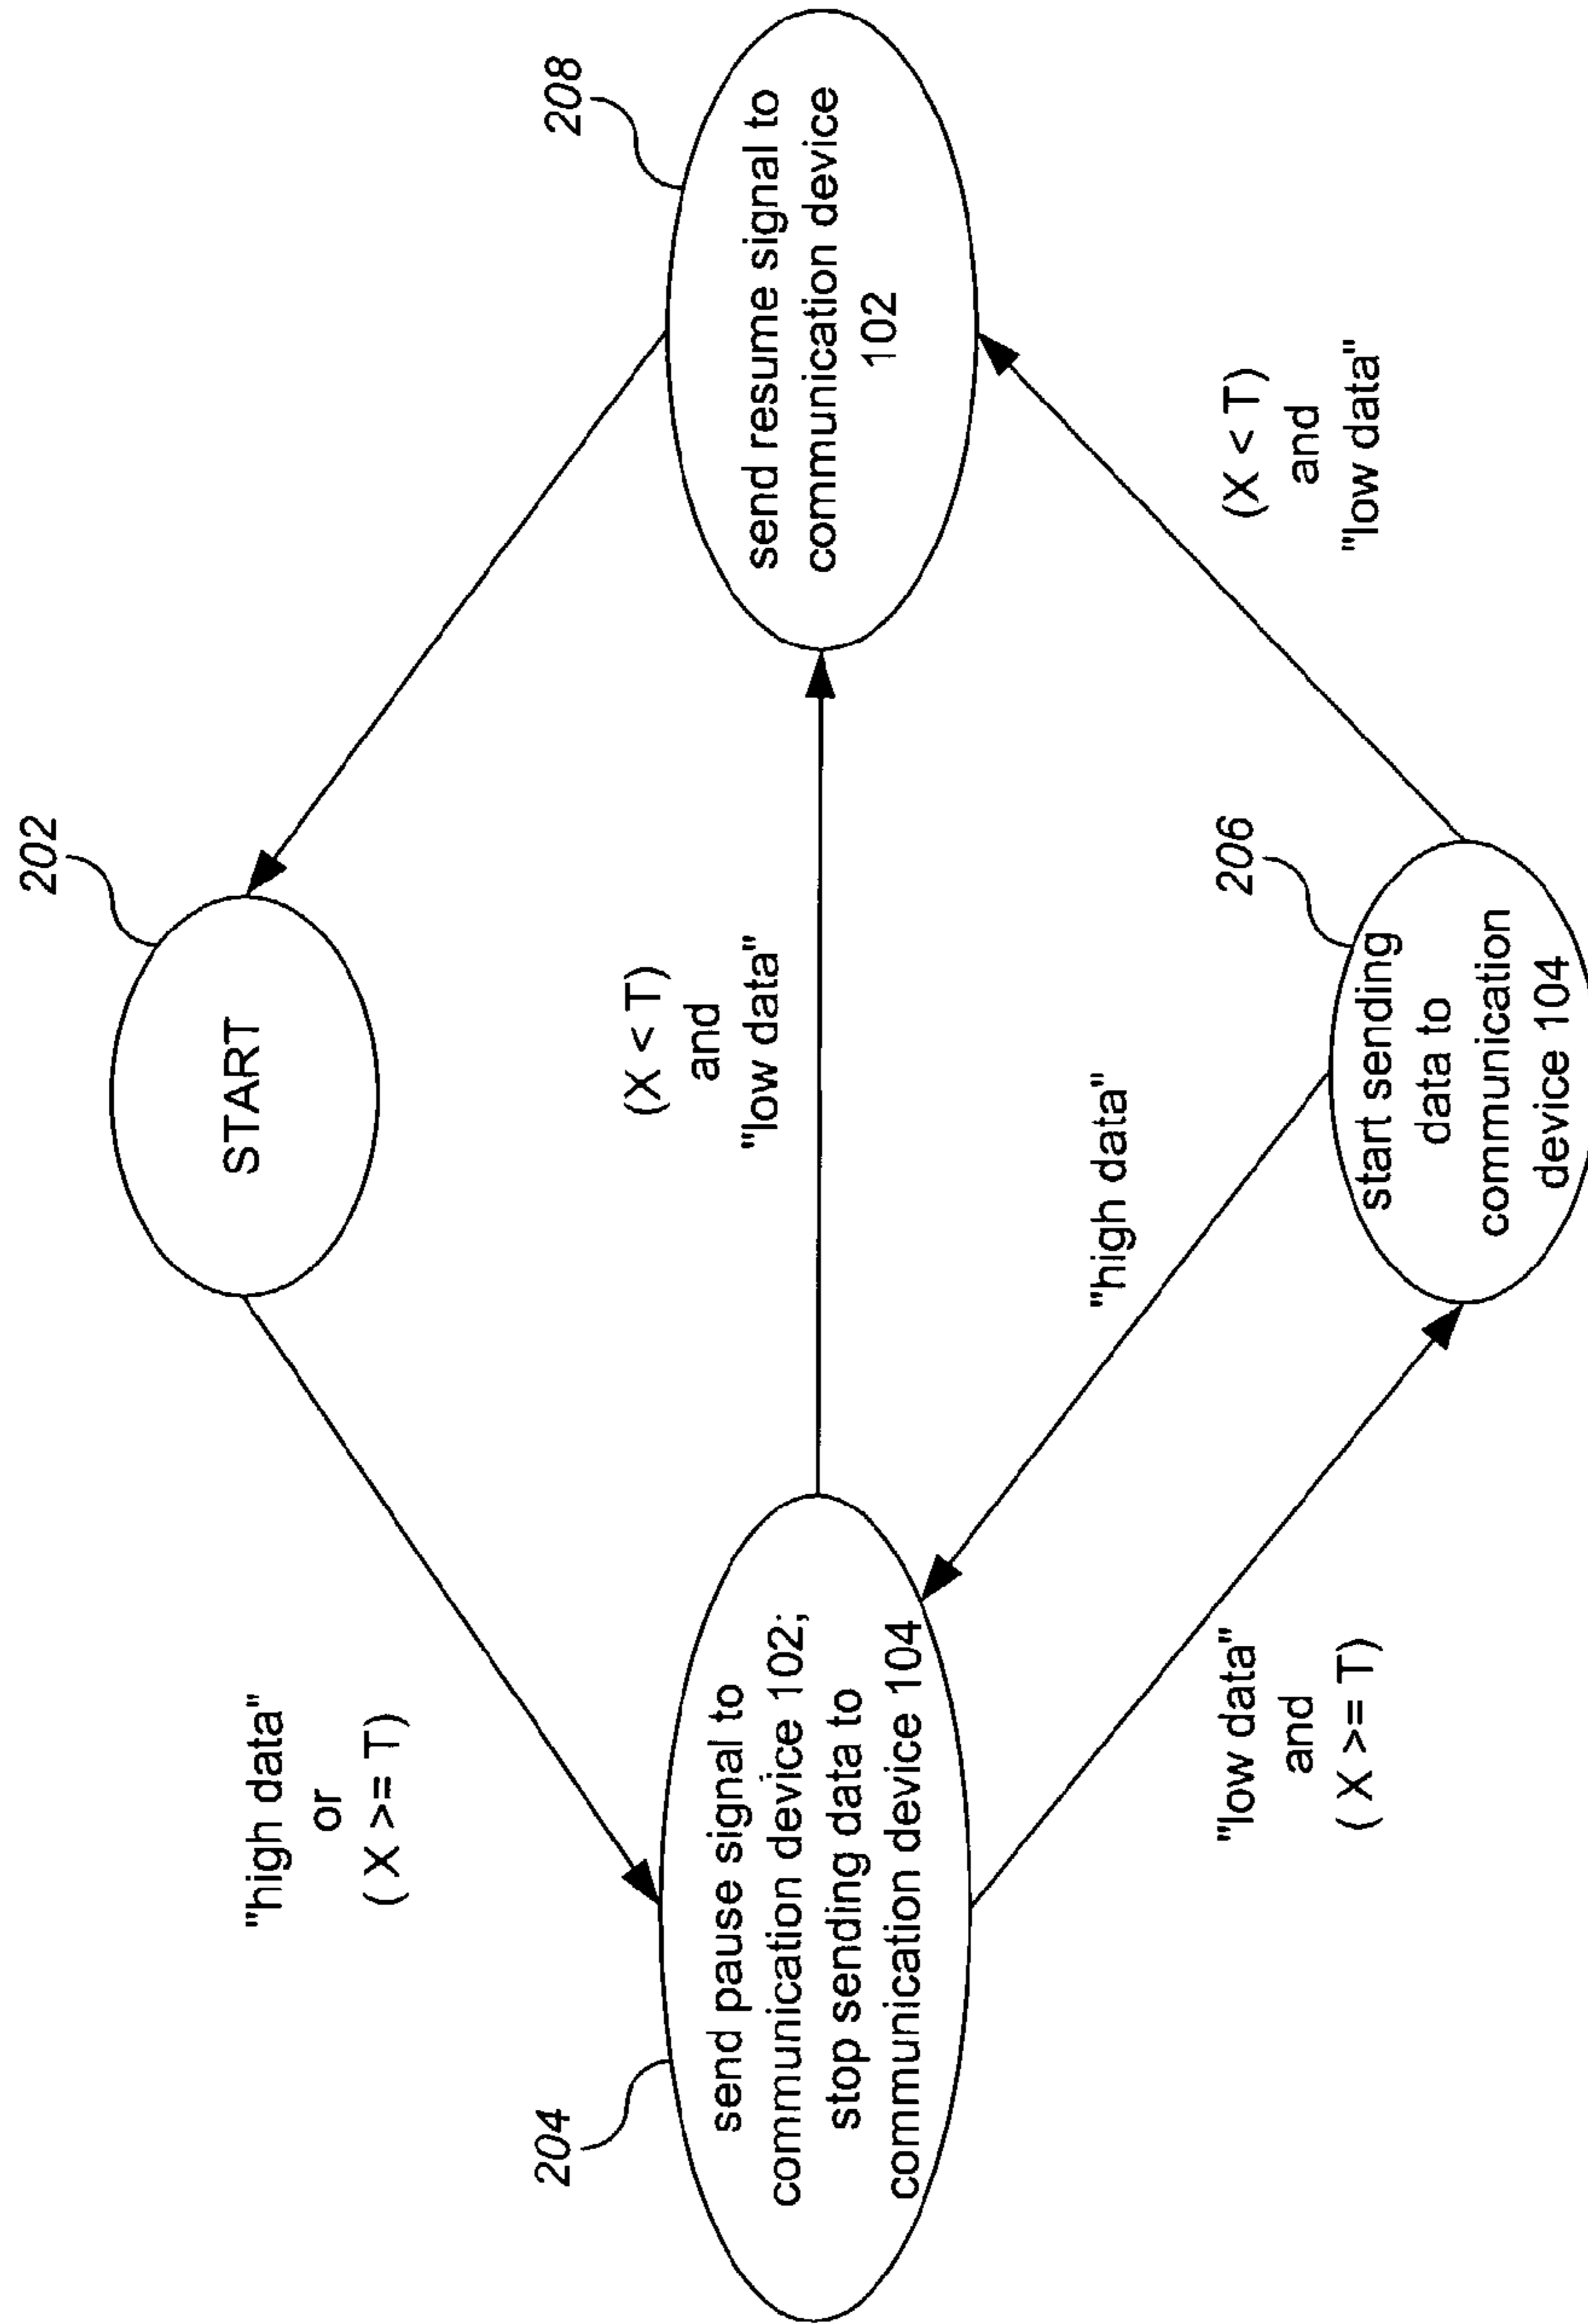 202
START
"high data"
or
( X >= T)
204
send pause signal to
communication device 102;
stop sending data to
communication device 104
(X < T)
and
"low data"
208
send resume signal to
communication device
102
"high data"
"low data"
and
( X >= T)
206
start sending
data to
communication
device 104
(X < T)
and
"low data"